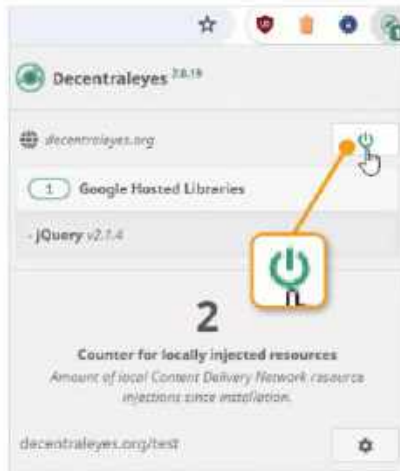 Decentraleyes 2.0.19
decentraleyes.org
1 Google Hosted Libraries
- jQuery v2.1.4
2
Counter for locally injected resources
Amount of local Content Delivery Network resource
injections since installation.
decentraleyes.org/test